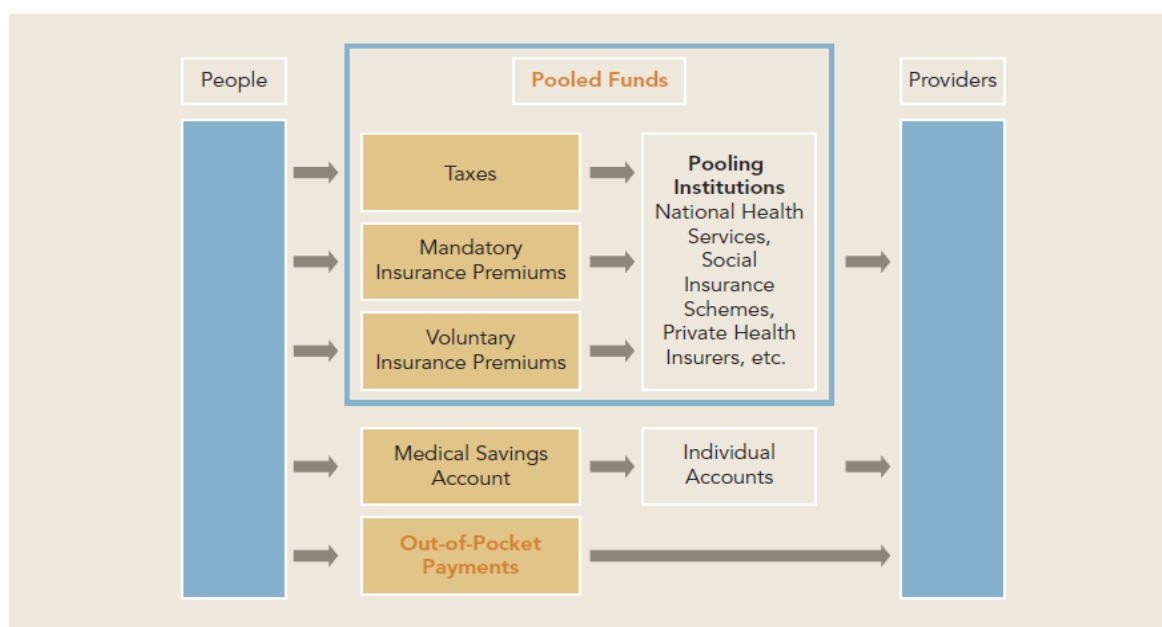 People
Pooled Funds
Providers
Taxes
Pooling
Institutions
National Health
Services,
Social
Insurance
Schemes,
Private Health
Insurers, etc.
Mandatory
Insurance Premiums
Voluntary
Insurance Premiums
Medical Savings
Account
Individual
Accounts
Out-of-Pocket
Payments